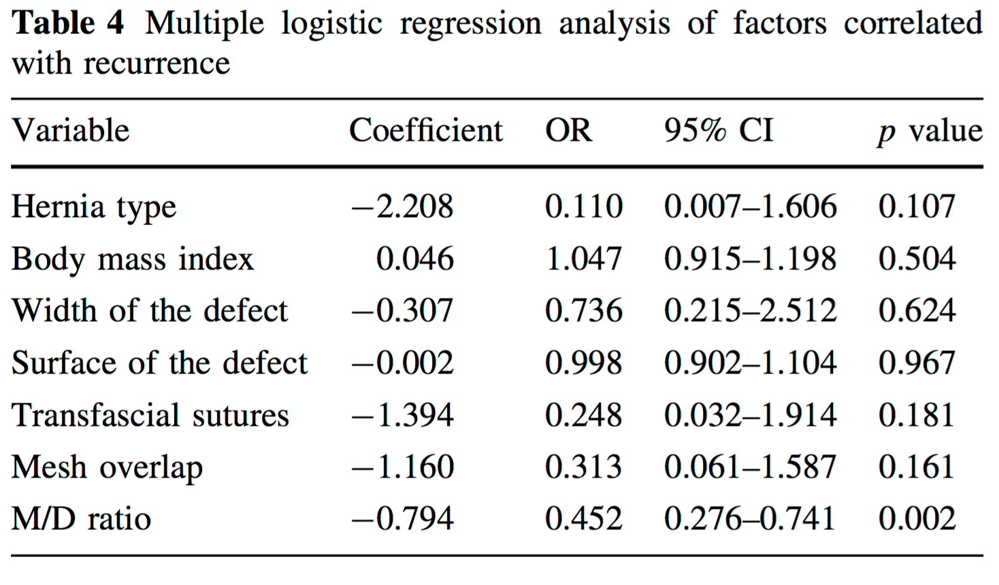 Table 4 Multiple logistic regression analysis of factors correlated
with recurrence
Variable Coefficient OR 95% CI p value
Hernia type −2.208 0.110 0.007–1.606 0.107
Body mass index 0.046 1.047 0.915–1.198 0.504
Width of the defect −0.307 0.736 0.215–2.512 0.624
Surface of the defect −0.002 0.998 0.902–1.104 0.967
Transfascial sutures −1.394 0.248 0.032–1.914 0.181
Mesh overlap −1.160 0.313 0.061–1.587 0.161
M/D ratio −0.794 0.452 0.276–0.741 0.002